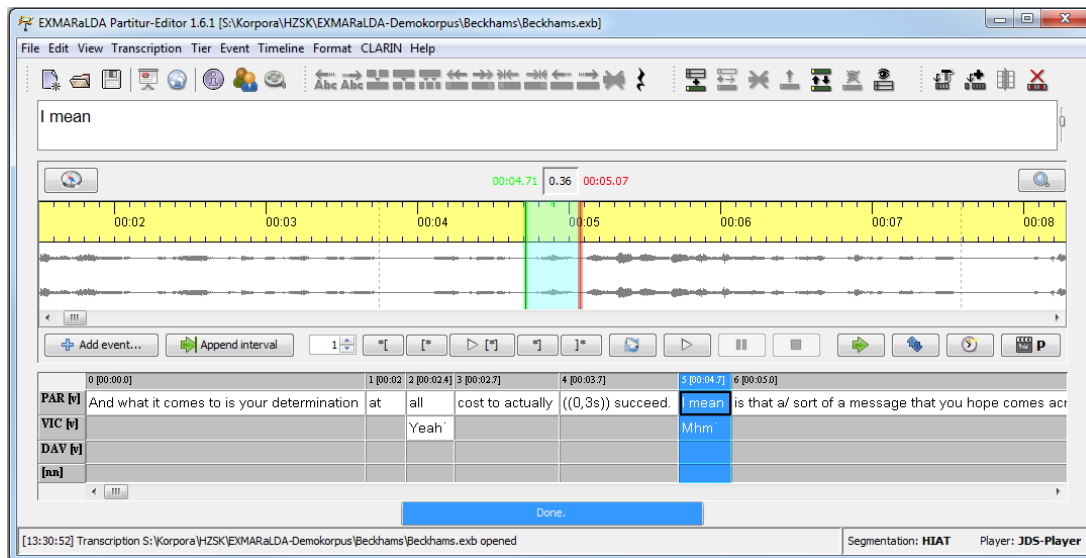 EXMARaLDA Partitur-Editor 1.6.1 [S:\Korpora\HZSK\EXMARaLDA-Demokorpus\Beckhams\Beckhams.exb]
File Edit View Transcription Tier Event Timeline Format CLARIN Help
Abc Abc
I mean
00:04.71 0.36 00:05.07
00:02 00:03 00:04 00:05 00:06 00:07 00:08
Add event... Append interval 1 *[ [* [*] *] ]* P
0 [00:00.0] 1 [00:02 2 [00:02.4] 3 [00:02.7] 4 [00:03.7] 5 [00:04.7] 6 [00:05.0]
PAR [v] And what it comes to is your determination at all cost to actually ((0,3s)) succeed. I mean is that a/ sort of a message that you hope comes acr
VIC [v] Yeah˙ Mhm˙
DAV [v]
[nn]
Done.
[13:30:52] Transcription S:\Korpora\HZSK\EXMARaLDA-Demokorpus\Beckhams\Beckhams.exb opened Segmentation: HIAT Player: JDS-Player